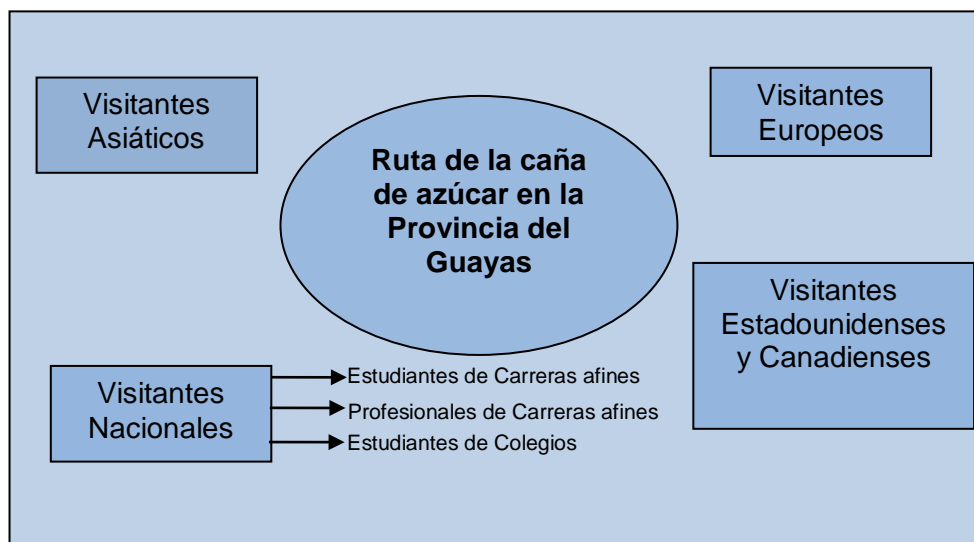 Visitantes
Asiáticos
Visitantes
Europeos
Ruta de la caña
de azúcar en la
Provincia del
Guayas
Visitantes
Estadounidenses
y Canadienses
Visitantes
Nacionales
Estudiantes de Carreras afines
Profesionales de Carreras afines
Estudiantes de Colegios